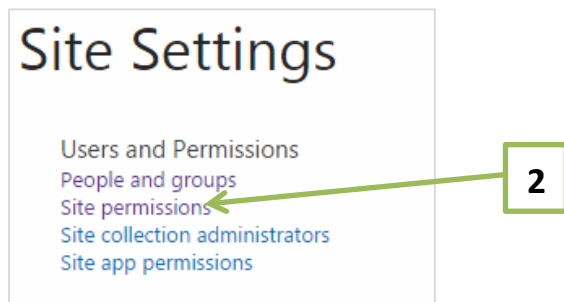 Site Settings
Users and Permissions
People and groups
Site permissions
2
Site collection administrators
Site app permissions